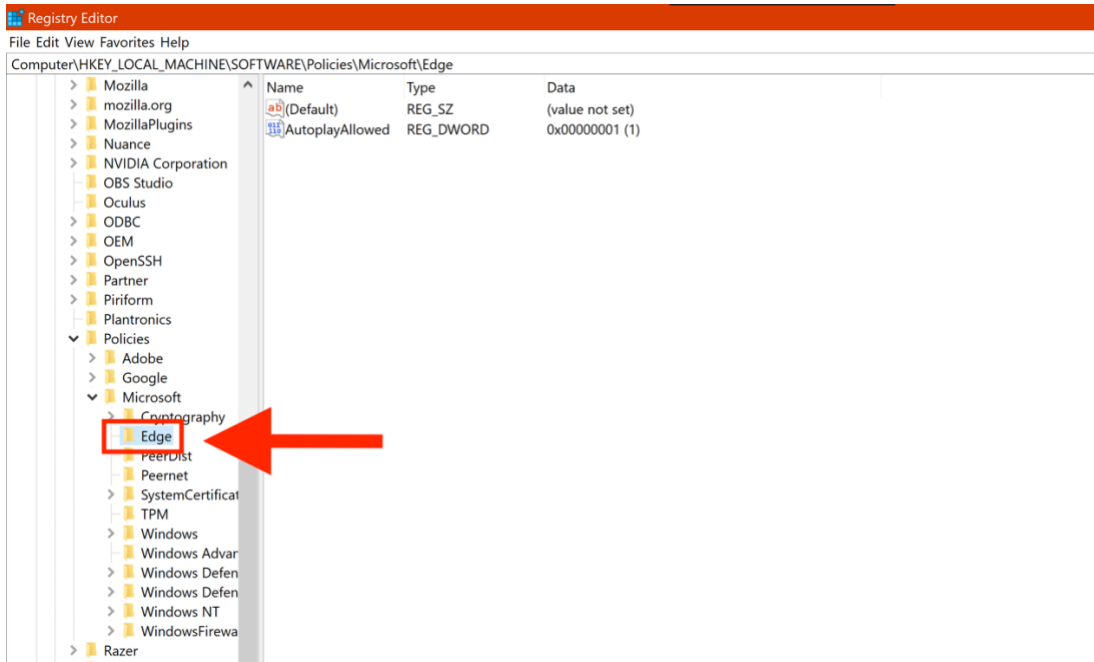 Registry Editor
File Edit View Favorites Help
Computer\HKEY_LOCAL_MACHINE\SOFTWARE\Policies\Microsoft\Edge
Mozilla
mozilla.org
MozillaPlugins
Nuance
NVIDIA Corporation
OBS Studio
Oculus
ODBC
OEM
OpenSSH
Partner
Piriform
Plantronics
Policies
Adobe
Google
Microsoft
Cryptography
Edge
PeerDist
Peernet
SystemCertificat
TPM
Windows
Windows Advar
Windows Defen
Windows Defen
Windows NT
WindowsFirewa
Razer
Name Type Data
ab (Default) REG_SZ (value not set)
AutoplayAllowed REG_DWORD 0x00000001 (1)